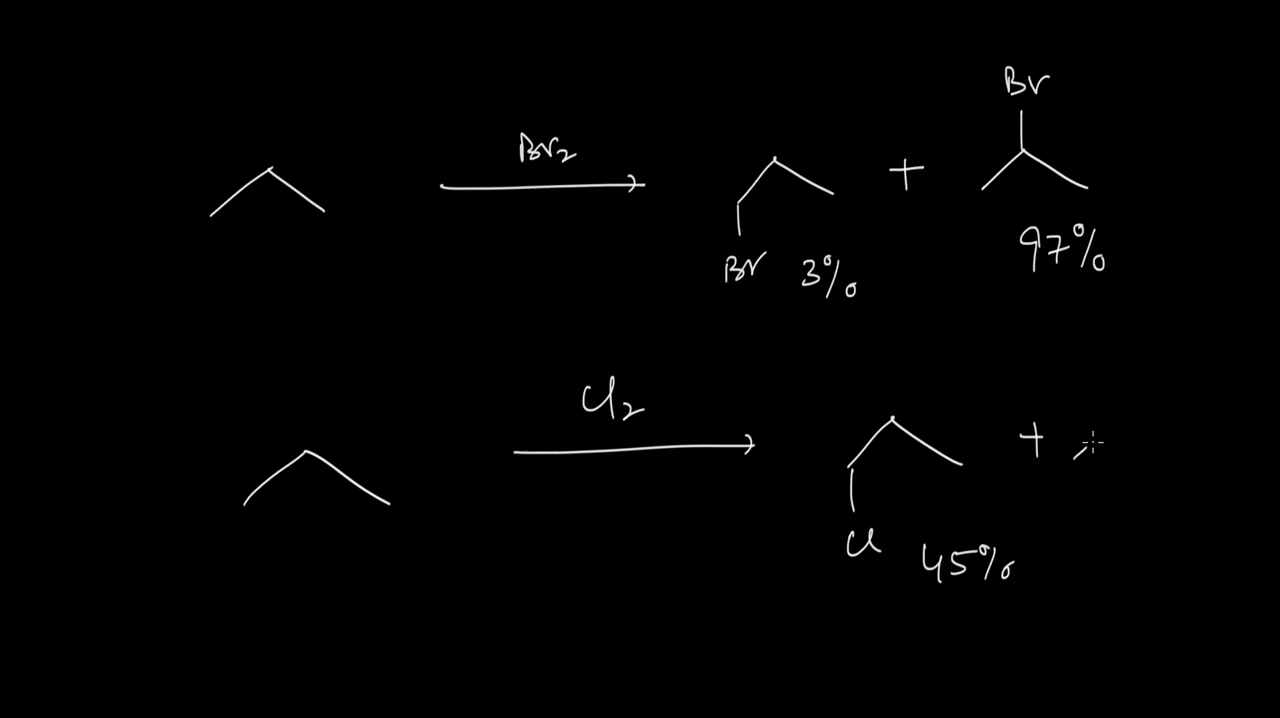 Br
Br₂
+
97%
Br 3%
Cl₂
+
Cl 45%